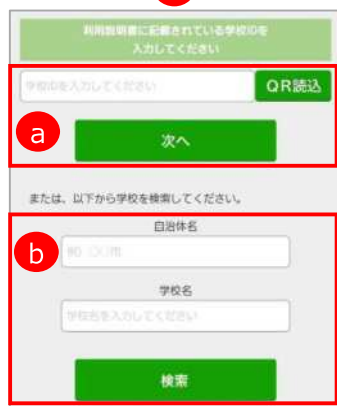 利用説明書に記載されている学校IDを
入力してください
学校IDを入力してください
QR読込
a
次へ
または、以下から学校を検索してください。
自治体名
b
例）〇〇市
学校名
学校名を入力してください
検索